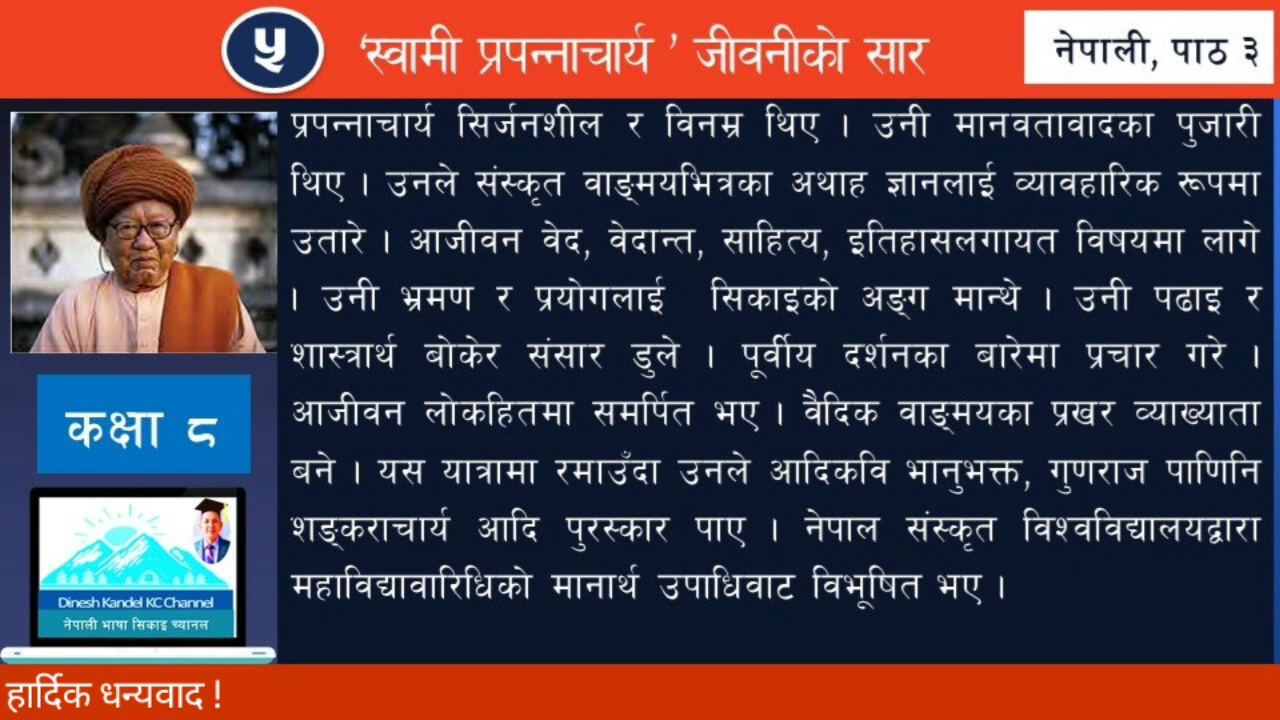 ५
‘स्वामी प्रपन्नाचार्य ’ जीवनीको सार
नेपाली, पाठ ३
प्रपन्नाचार्य सिर्जनशील र विनम्र थिए । उनी मानवतावादका पुजारी
थिए । उनले संस्कृत वाङ्मयभित्रका अथाह ज्ञानलाई व्यावहारिक रूपमा
उतारे । आजीवन वेद, वेदान्त, साहित्य, इतिहासलगायत विषयमा लागे
। उनी भ्रमण र प्रयोगलाई सिकाइको अङ्ग मान्थे । उनी पढाइ र
शास्त्रार्थ बोकेर संसार डुले । पूर्वीय दर्शनका बारेमा प्रचार गरे ।
आजीवन लोकहितमा समर्पित भए । वैदिक वाङ्मयका प्रखर व्याख्याता
बने । यस यात्रामा रमाउँदा उनले आदिकवि भानुभक्त, गुणराज पाणिनि
शङ्कराचार्य आदि पुरस्कार पाए । नेपाल संस्कृत विश्वविद्यालयद्वारा
महाविद्यावारिधिको मानार्थ उपाधिवाट विभूषित भए ।
कक्षा ८
Dinesh Kandel KC Channel
नेपाली भाषा सिकाइ च्यानल
हार्दिक धन्यवाद !